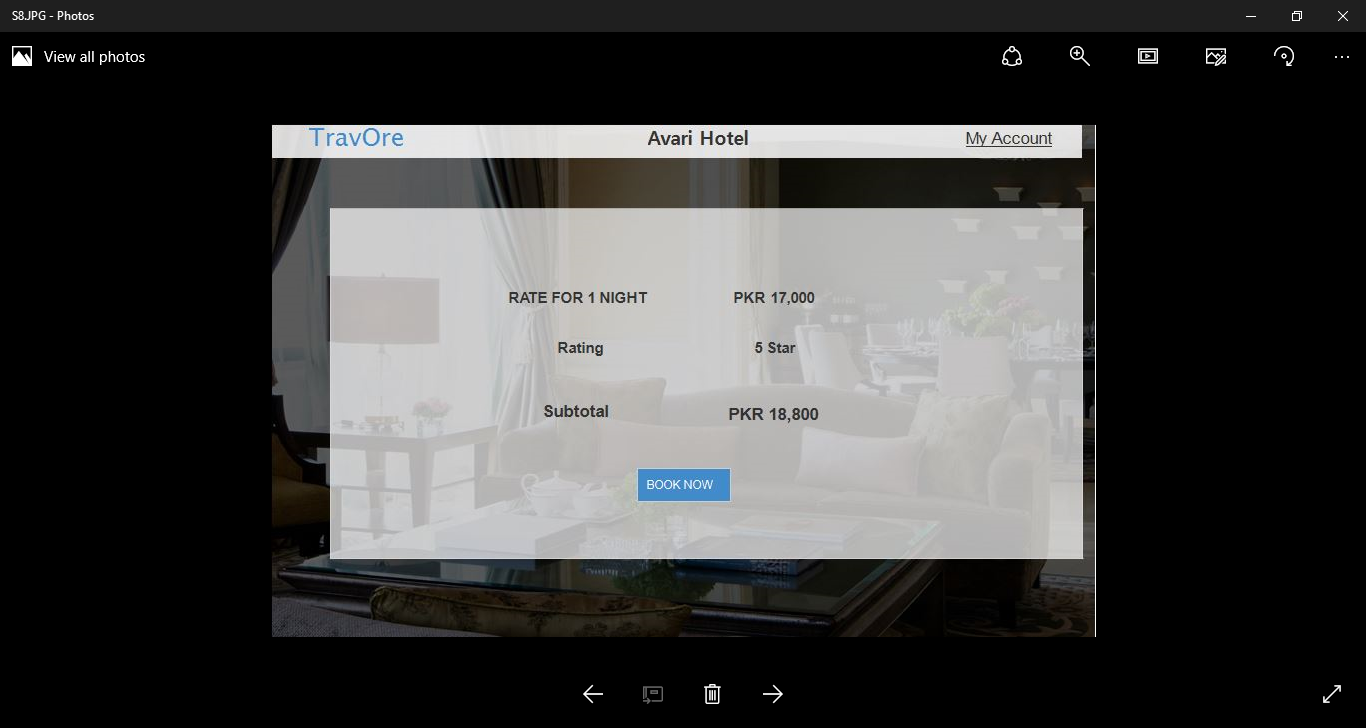 S8.JPG - Photos
View all photos
TravOre
Avari Hotel
My Account
RATE FOR 1 NIGHT PKR 17,000
Rating 5 Star
Subtotal PKR 18,800
BOOK NOW